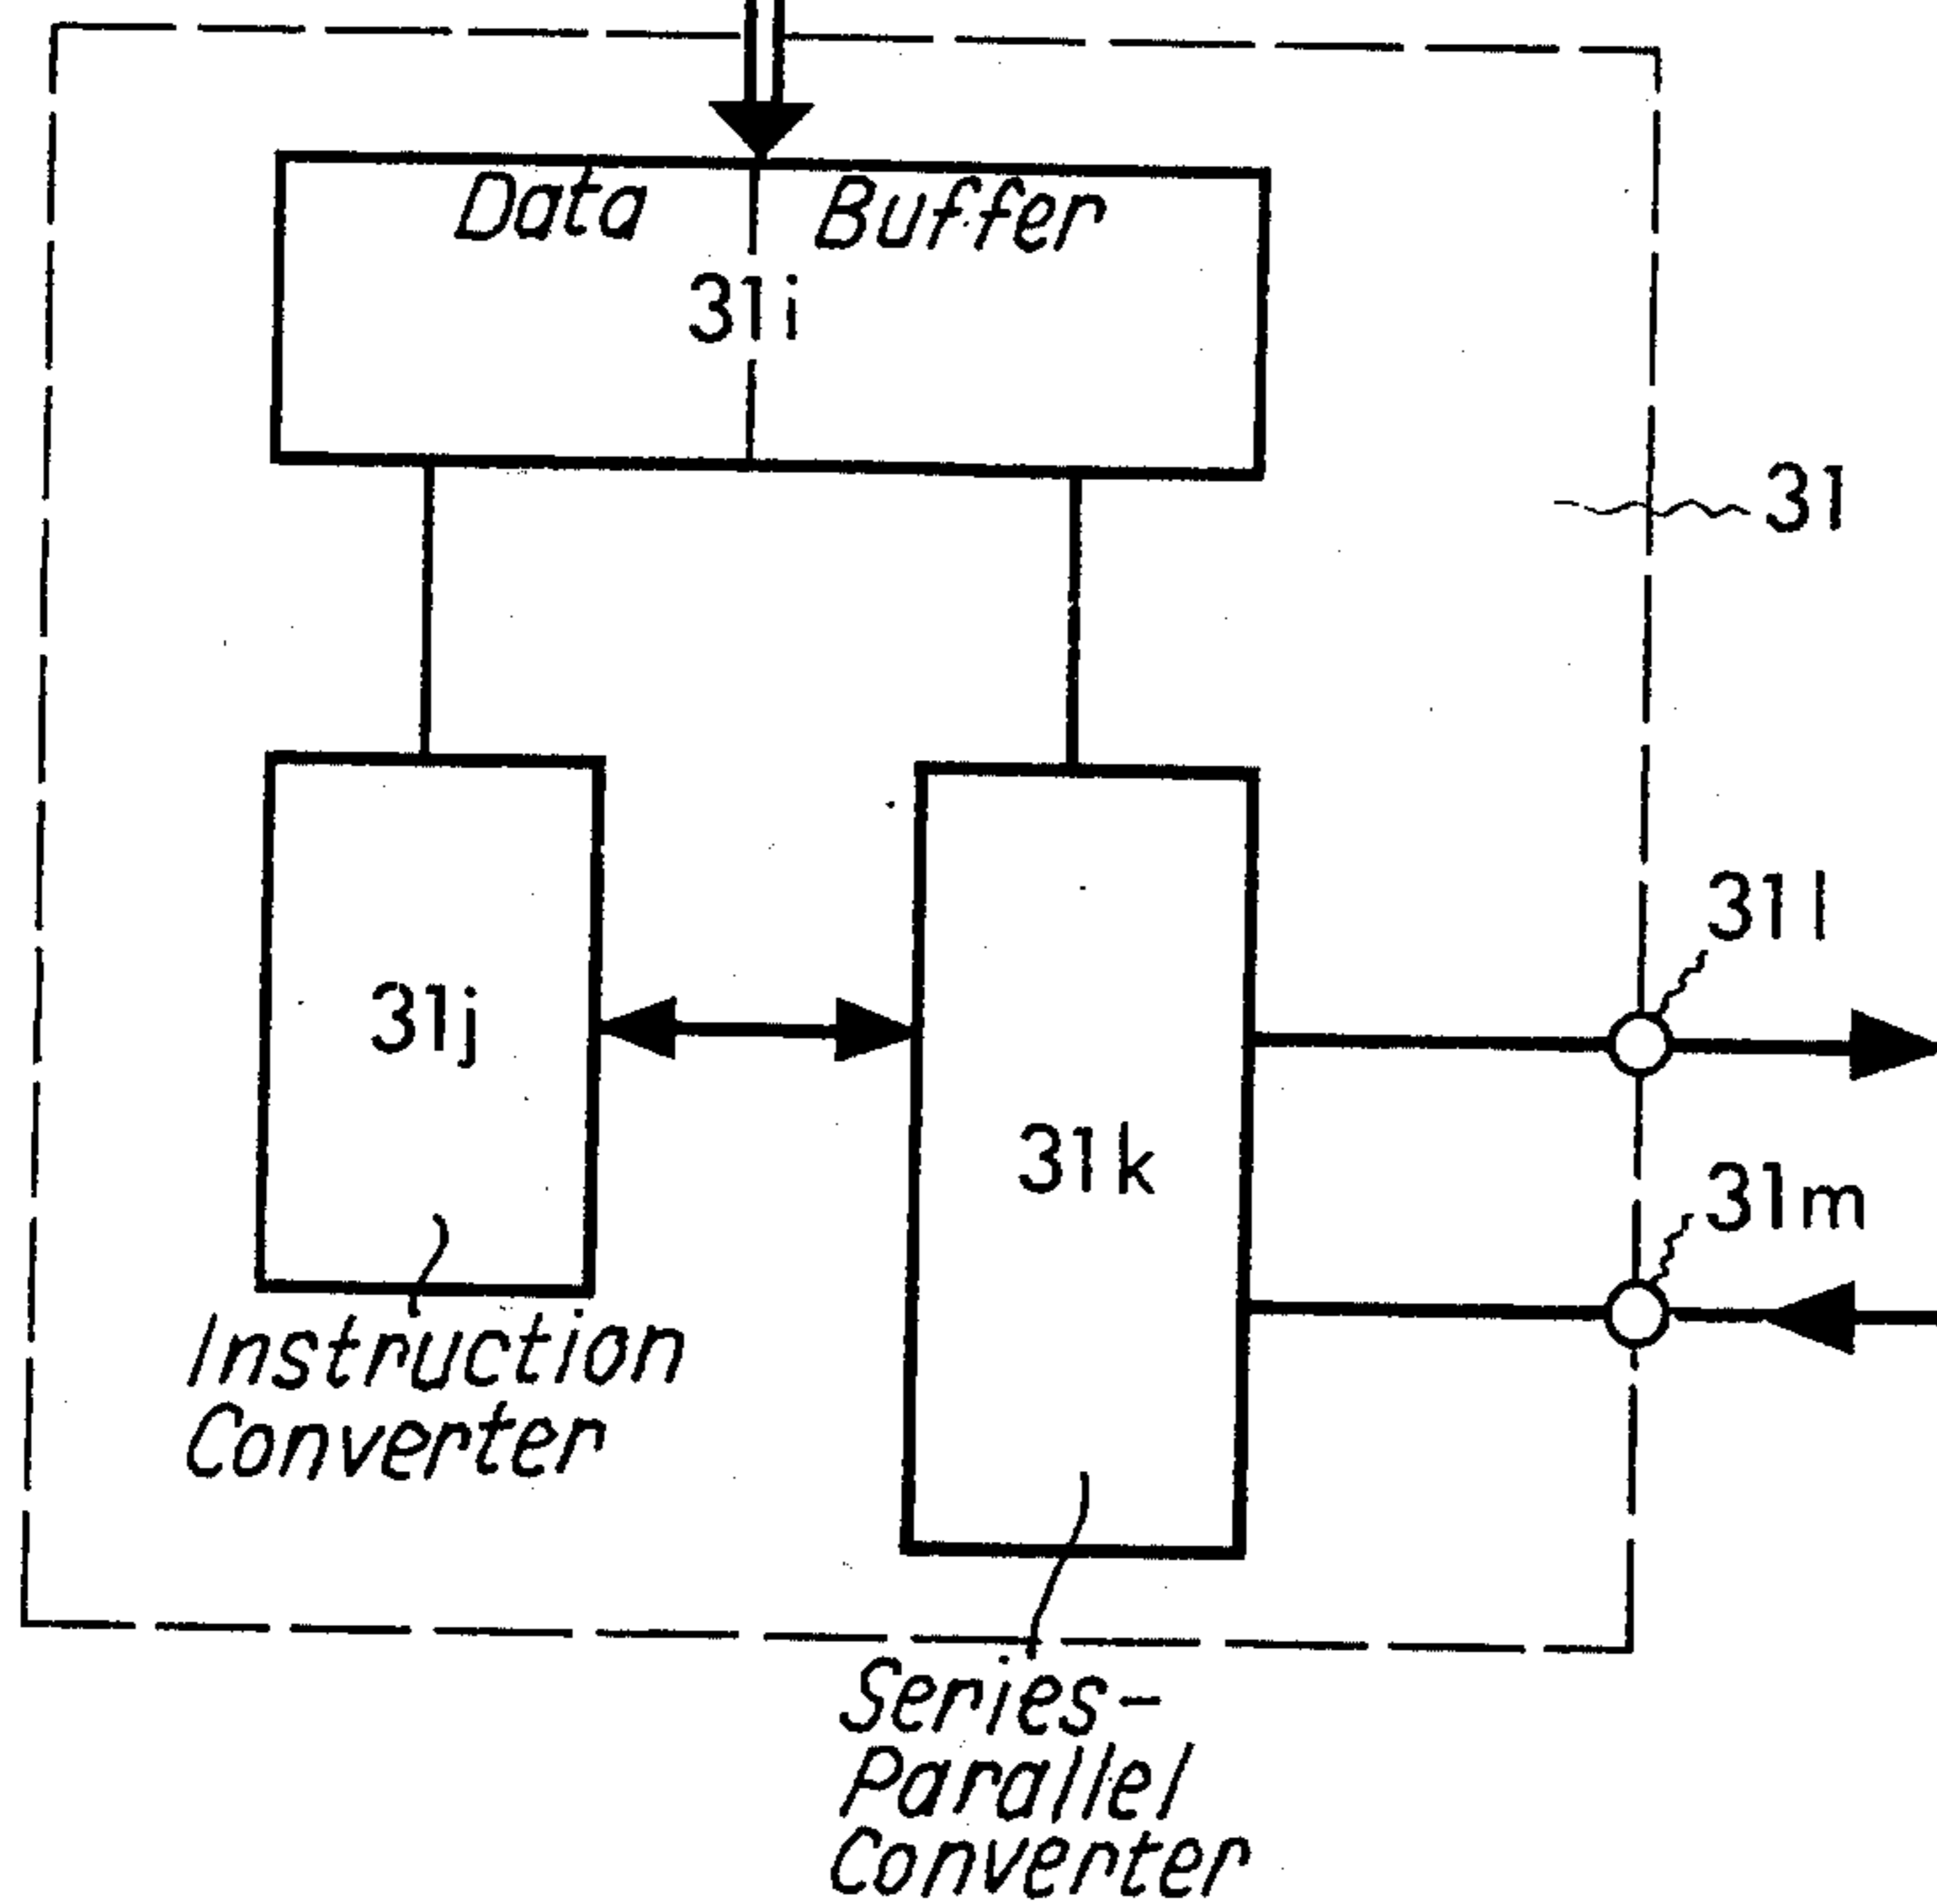 Data Buffer
31i
31
31l
31j
31k
31m
Instruction
Converter
Series-
Parallel
Converter